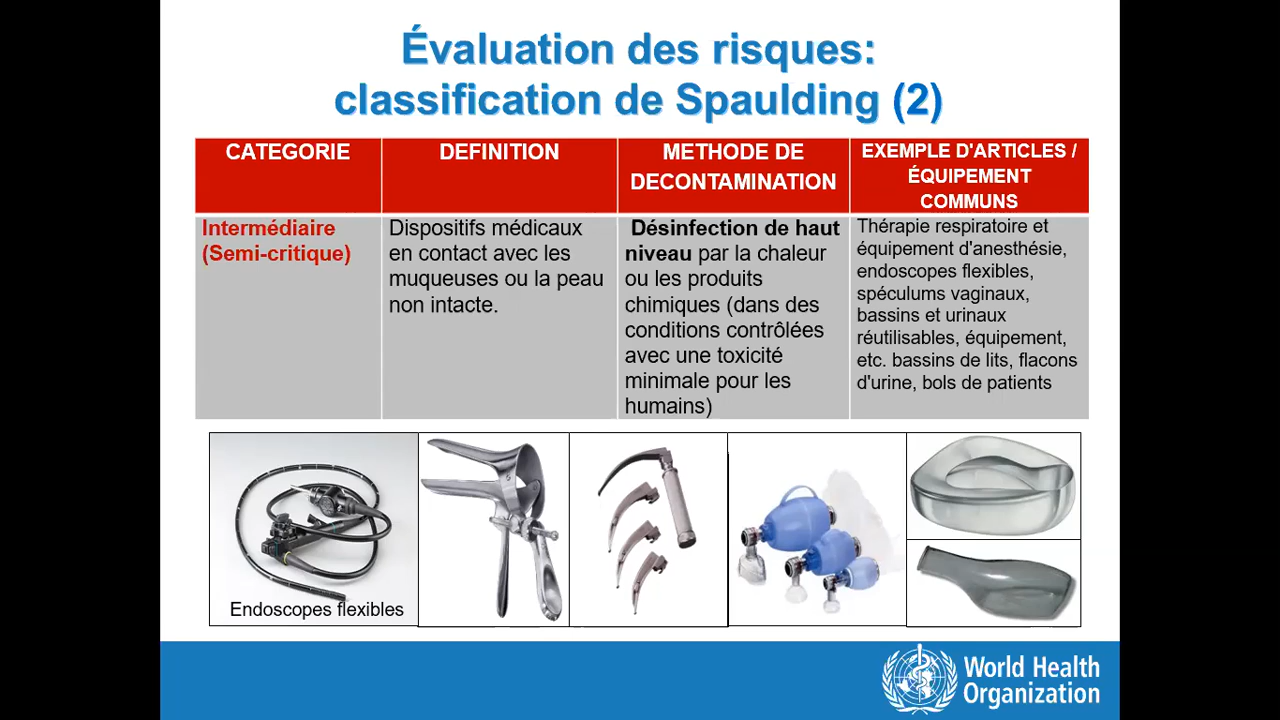 Évaluation des risques:
classification de Spaulding (2)
CATEGORIE
DEFINITION
METHODE DE
DECONTAMINATION
EXEMPLE D'ARTICLES /
ÉQUIPEMENT
COMMUNS
Intermédiaire
(Semi-critique)
Dispositifs médicaux
en contact avec les
muqueuses ou la peau
non intacte.
Désinfection de haut
niveau par la chaleur
ou les produits
chimiques (dans des
conditions contrôlées
avec une toxicité
minimale pour les
humains)
Thérapie respiratoire et
équipement d'anesthésie,
endoscopes flexibles,
spéculums vaginaux,
bassins et urinaux
réutilisables, équipement,
etc. bassins de lits, flacons
d'urine, bols de patients
Endoscopes flexibles
World Health
Organization